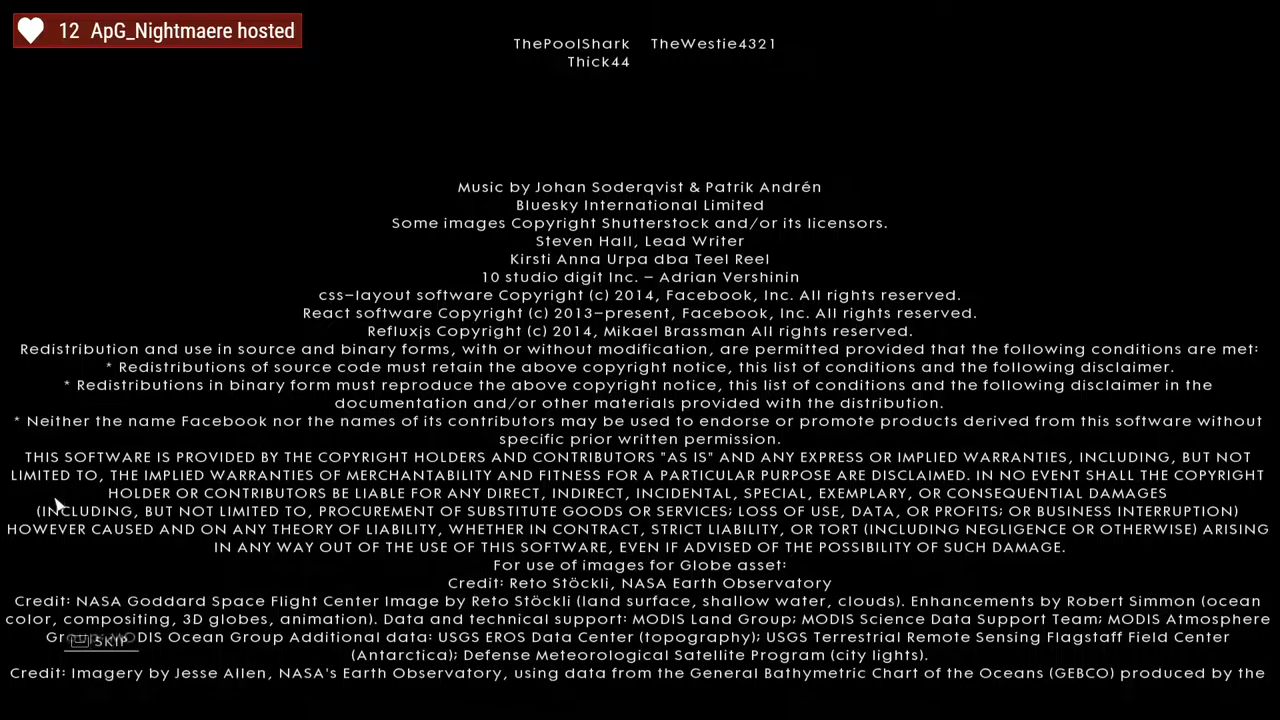 12 ApG_Nightmaere hosted
ThePoolShark TheWestie4321
Thick44
Music by Johan Soderqvist & Patrik Andrén
Bluesky International Limited
Some images Copyright Shutterstock and/or its licensors.
Steven Hall, Lead Writer
Kirsti Anna Urpa dba Teel Reel
10 studio digit Inc. – Adrian Vershinin
css–layout software Copyright (c) 2014, Facebook, Inc. All rights reserved.
React software Copyright (c) 2013–present, Facebook, Inc. All rights reserved.
Refluxjs Copyright (c) 2014, Mikael Brassman All rights reserved.
Redistribution and use in source and binary forms, with or without modification, are permitted provided that the following conditions are met:
* Redistributions of source code must retain the above copyright notice, this list of conditions and the following disclaimer.
* Redistributions in binary form must reproduce the above copyright notice, this list of conditions and the following disclaimer in the
documentation and/or other materials provided with the distribution.
* Neither the name Facebook nor the names of its contributors may be used to endorse or promote products derived from this software without
specific prior written permission.
THIS SOFTWARE IS PROVIDED BY THE COPYRIGHT HOLDERS AND CONTRIBUTORS "AS IS" AND ANY EXPRESS OR IMPLIED WARRANTIES, INCLUDING, BUT NOT
LIMITED TO, THE IMPLIED WARRANTIES OF MERCHANTABILITY AND FITNESS FOR A PARTICULAR PURPOSE ARE DISCLAIMED. IN NO EVENT SHALL THE COPYRIGHT
HOLDER OR CONTRIBUTORS BE LIABLE FOR ANY DIRECT, INDIRECT, INCIDENTAL, SPECIAL, EXEMPLARY, OR CONSEQUENTIAL DAMAGES
(INCLUDING, BUT NOT LIMITED TO, PROCUREMENT OF SUBSTITUTE GOODS OR SERVICES; LOSS OF USE, DATA, OR PROFITS; OR BUSINESS INTERRUPTION)
HOWEVER CAUSED AND ON ANY THEORY OF LIABILITY, WHETHER IN CONTRACT, STRICT LIABILITY, OR TORT (INCLUDING NEGLIGENCE OR OTHERWISE) ARISING
IN ANY WAY OUT OF THE USE OF THIS SOFTWARE, EVEN IF ADVISED OF THE POSSIBILITY OF SUCH DAMAGE.
For use of images for Globe asset:
Credit: Reto Stöckli, NASA Earth Observatory
Credit: NASA Goddard Space Flight Center Image by Reto Stöckli (land surface, shallow water, clouds). Enhancements by Robert Simmon (ocean
color, compositing, 3D globes, animation). Data and technical support: MODIS Land Group; MODIS Science Data Support Team; MODIS Atmosphere
MODIS Ocean Group Additional data: USGS EROS Data Center (topography); USGS Terrestrial Remote Sensing Flagstaff Field Center
SKIP
(Antarctica); Defense Meteorological Satellite Program (city lights).
Credit: Imagery by Jesse Allen, NASA's Earth Observatory, using data from the General Bathymetric Chart of the Oceans (GEBCO) produced by the